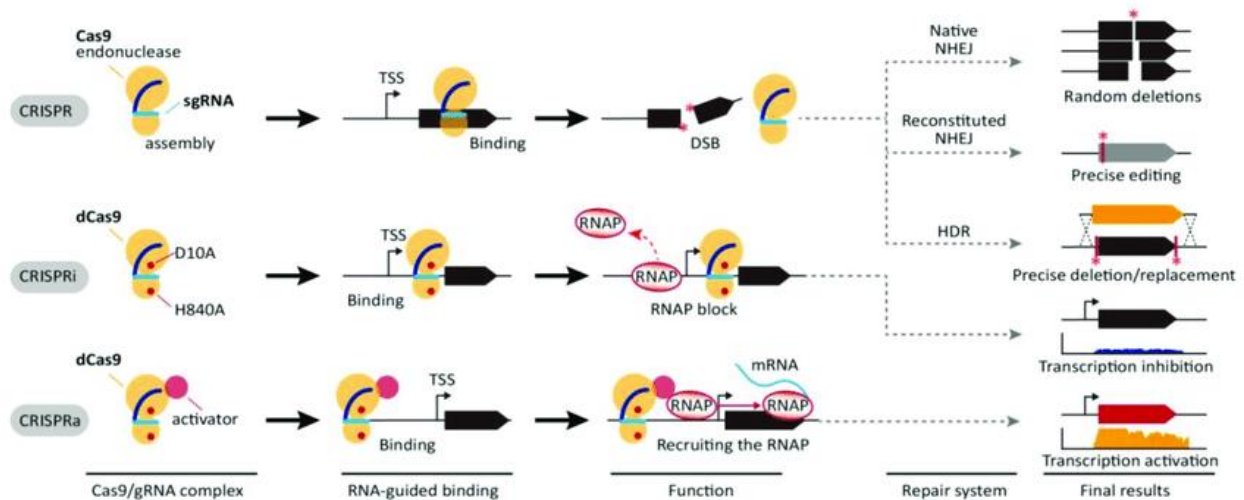 Cas9
endonuclease
CRISPR
sgRNA
assembly
TSS
Binding
DSB
Native
NHEJ
Random deletions
Reconstituted
NHEJ
Precise editing
HDR
Precise deletion/replacement
CRISPRi
dCas9
D10A
H840A
TSS
Binding
RNAP
RNAP
RNAP block
Transcription inhibition
CRISPRa
dCas9
activator
TSS
Binding
mRNA
RNAP
RNAP
Recruiting the RNAP
Transcription activation
Cas9/gRNA complex
RNA-guided binding
Function
Repair system
Final results